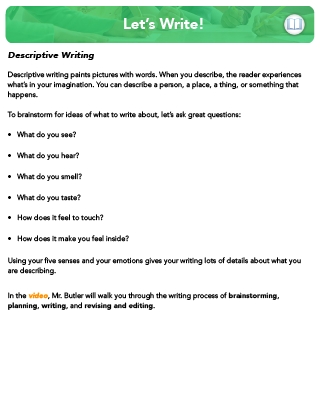 Let's Write!
Descriptive Writing
Descriptive writing paints pictures with words. When you describe, the reader experiences
what's in your imagination. You can describe a person, a place, a thing, or something that
happens.
To brainstorm for ideas of what to write about, let's ask great questions:
• What do you see?
• What do you hear?
• What do you smell?
• What do you taste?
• How does it feel to touch?
• How does it make you feel inside?
Using your five senses and your emotions gives your writing lots of details about what you
are describing.
In the video, Mr. Butler will walk you through the writing process of brainstorming,
planning, writing, and revising and editing.